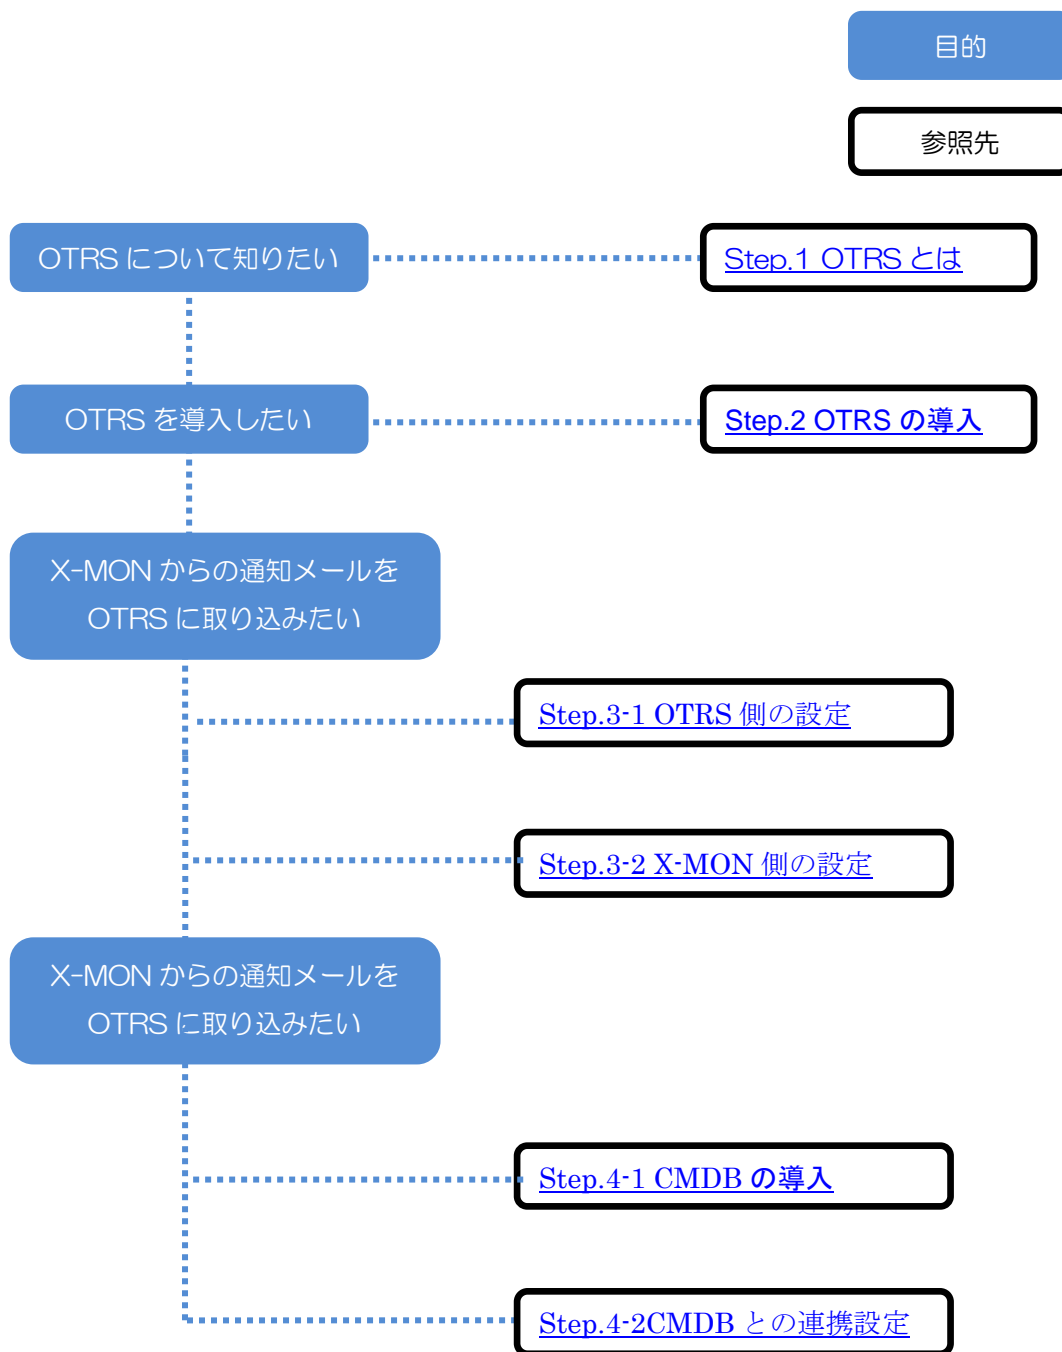 目的
参照先
OTRS について知りたい
Step.1 OTRS とは
OTRS を導入したい
Step.2 OTRS の導入
X-MON からの通知メールを
OTRS に取り込みたい
Step.3-1 OTRS 側の設定
Step.3-2 X-MON 側の設定
X-MON からの通知メールを
OTRS に取り込みたい
Step.4-1 CMDB の導入
Step.4-2CMDB との連携設定